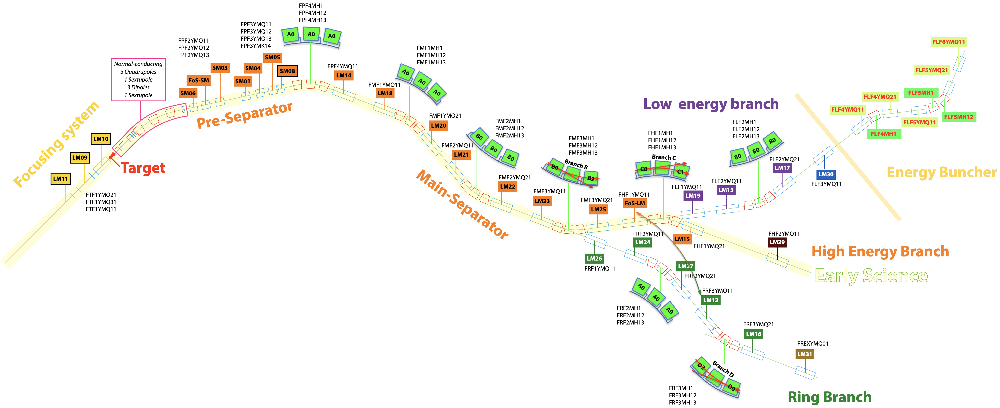 Focusing system
LM11
LM09
LM10
FTF1YMQ21
FTF1YMQ31
FTF1YMQ11
Target
Normal-conducting
3 Quadrupoles
1 Sextupole
3 Dipoles
1 Sextupole
Pre-Separator
FPF2YMQ11
FPF2YMQ12
FPF2YMQ13
SM06
FoS-SM
SM03
FPF3YMQ11
FPF3YMQ12
FPF3YMQ13
FPF3YMK14
SM01
SM04
SM05
SM08
FPF4MH1
FPF4MH12
FPF4MH13
A0
A0
A0
FPF4YMQ11
LM14
FMF1YMQ11
LM18
FMF1MH1
FMF1MH12
FMF1MH13
A0
A0
A0
Main-Separator
FMF1YMQ21
LM20
FMF2YMQ11
LM21
FMF2MH1
FMF2MH12
FMF2MH13
B0
B0
B0
FMF2YMQ21
LM22
FMF3YMQ11
LM23
FMF3MH1
FMF3MH12
FMF3MH13
Branch B
B0
B2
FMF3YMQ21
LM25
FHF1YMQ11
FoS-LM
FHF1MH1
FHF1MH12
FHF1MH13
Branch C
C0
C1
Low energy branch
FLF1YMQ11
LM19
FLF2YMQ11
LM13
FLF2MH1
FLF2MH12
FLF2MH13
B0
B0
B0
FLF2YMQ21
LM17
LM30
FLF3YMQ11
Energy Buncher
FLF4YMQ11
FLF4MH1
FLF4YMQ21
FLF5YMQ11
FLF5MH1
FLF5MH12
FLF5YMQ21
FLF6YMQ11
LM15
FHF1YMQ21
FHF2YMQ11
LM29
High Energy Branch
Early Science
LM26
FRF1YMQ11
FRF2YMQ11
LM24
LM27
FRF2YMQ21
A0
A0
A0
FRF2MH1
FRF2MH12
FRF2MH13
FRF3YMQ11
LM12
FRF3YMQ21
LM16
Branch D
D2
D0
FRF3MH1
FRF3MH12
FRF3MH13
FREXYMQ01
LM31
Ring Branch